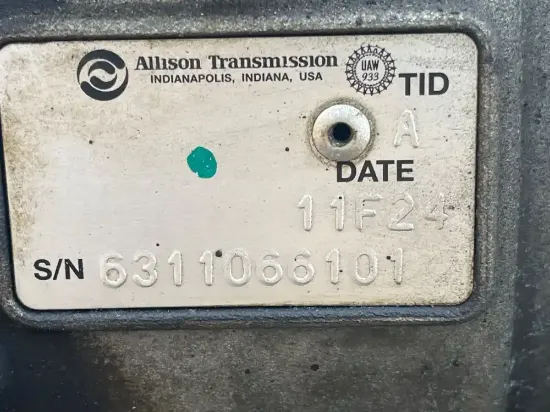 Allison Transmission
INDIANAPOLIS, INDIANA, USA
UAW
933
TID
A
DATE
11F24
S/N 6311066101